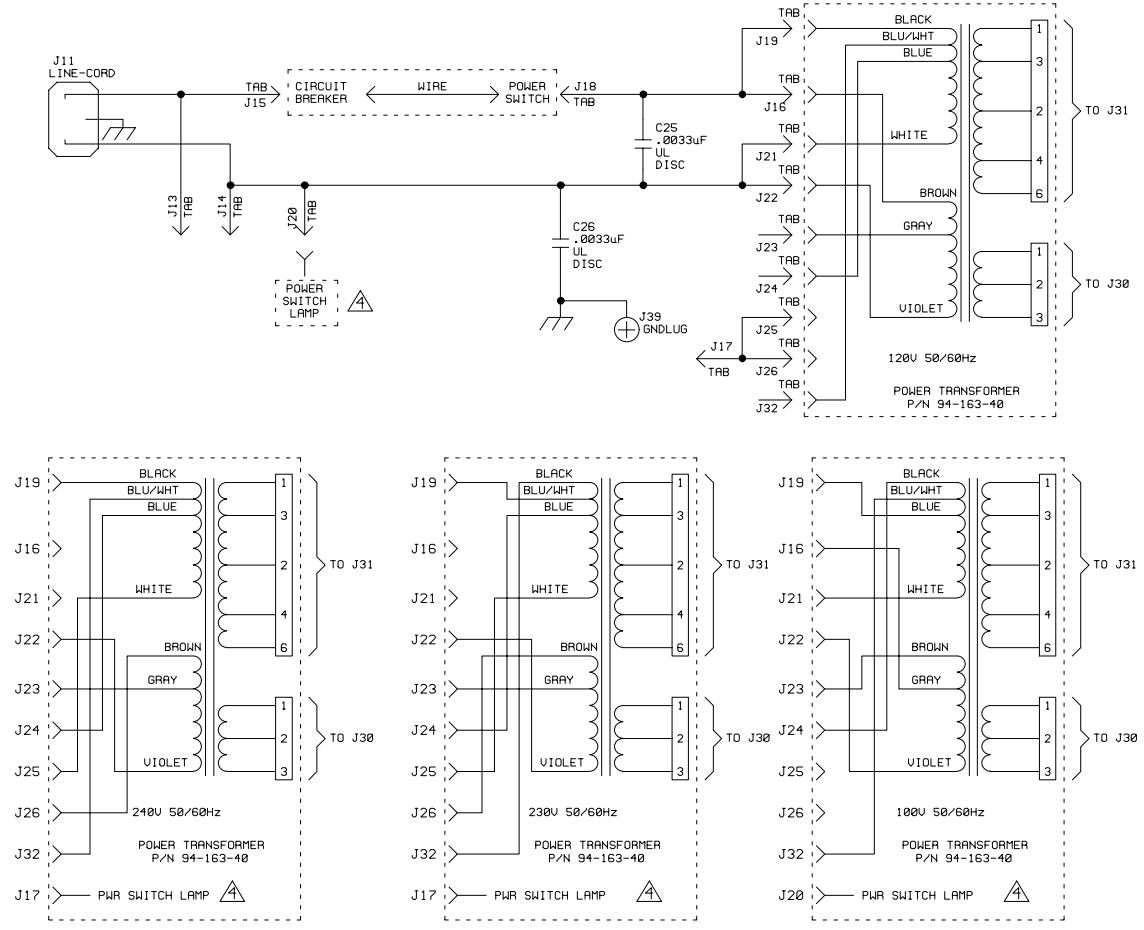 J11
LINE-CORD
TAB
J15
CIRCUIT
BREAKER
WIRE
POWER
SWITCH
J18
TAB
TAB
J19
TAB
J16
TAB
J21
TAB
J22
TAB
J23
TAB
J24
TAB
J25
TAB
J26
TAB
J32
J17
TAB
J13
TAB
J14
TAB
J20
TAB
POWER
SWITCH
LAMP
4
C25
.0033uF
UL
DISC
C26
.0033uF
UL
DISC
J39
GNDLUG
BLACK
BLU/WHT
BLUE
WHITE
BROWN
GRAY
VIOLET
1
3
2
4
6
TO J31
1
2
3
TO J30
120V 50/60Hz
POWER TRANSFORMER
P/N 94-163-40
J19
J16
J21
J22
J23
J24
J25
J26
J32
J17
BLACK
BLU/WHT
BLUE
WHITE
BROWN
GRAY
VIOLET
1
3
2
4
6
TO J31
1
2
3
TO J30
240V 50/60Hz
POWER TRANSFORMER
P/N 94-163-40
PWR SWITCH LAMP
4
J19
J16
J21
J22
J23
J24
J25
J26
J32
J17
BLACK
BLU/WHT
BLUE
WHITE
BROWN
GRAY
VIOLET
1
3
2
4
6
TO J31
1
2
3
TO J30
230V 50/60Hz
POWER TRANSFORMER
P/N 94-163-40
PWR SWITCH LAMP
4
J19
J16
J21
J22
J23
J24
J25
J26
J32
J20
BLACK
BLU/WHT
BLUE
WHITE
BROWN
GRAY
VIOLET
1
3
2
4
6
TO J31
1
2
3
TO J30
100V 50/60Hz
POWER TRANSFORMER
P/N 94-163-40
PWR SWITCH LAMP
4